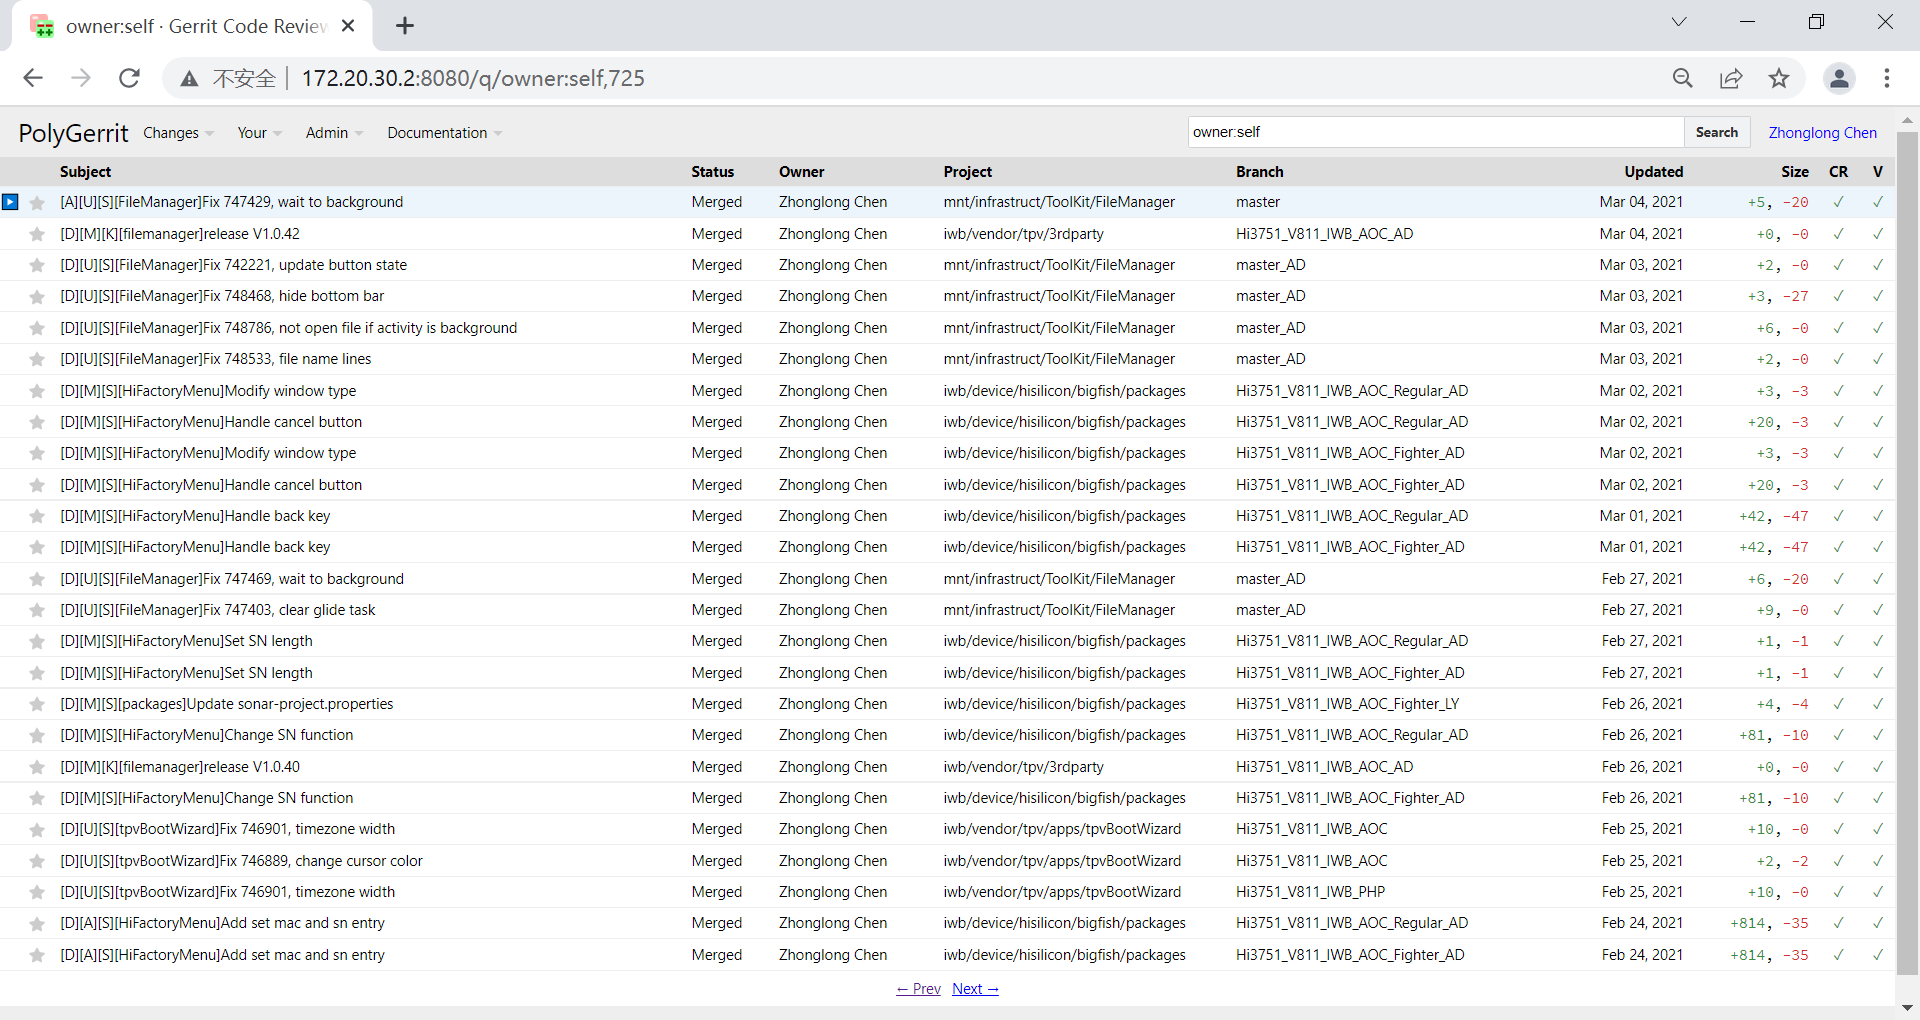 owner:self · Gerrit Code Review
不安全 | 172.20.30.2:8080/q/owner:self,725
PolyGerrit Changes Your Admin Documentation owner:self Search Zhonglong Chen
Subject Status Owner Project Branch Updated Size CR V
[A][U][S][FileManager]Fix 747429, wait to background Merged Zhonglong Chen mnt/infrastruct/ToolKit/FileManager master Mar 04, 2021 +5, -20 ✓ ✓
[D][M][K][filemanager]release V1.0.42 Merged Zhonglong Chen iwb/vendor/tpv/3rdparty Hi3751_V811_IWB_AOC_AD Mar 04, 2021 +0, -0 ✓ ✓
[D][U][S][FileManager]Fix 742221, update button state Merged Zhonglong Chen mnt/infrastruct/ToolKit/FileManager master_AD Mar 03, 2021 +2, -0 ✓ ✓
[D][U][S][FileManager]Fix 748468, hide bottom bar Merged Zhonglong Chen mnt/infrastruct/ToolKit/FileManager master_AD Mar 03, 2021 +3, -27 ✓ ✓
[D][U][S][FileManager]Fix 748786, not open file if activity is background Merged Zhonglong Chen mnt/infrastruct/ToolKit/FileManager master_AD Mar 03, 2021 +6, -0 ✓ ✓
[D][U][S][FileManager]Fix 748533, file name lines Merged Zhonglong Chen mnt/infrastruct/ToolKit/FileManager master_AD Mar 03, 2021 +2, -0 ✓ ✓
[D][M][S][HiFactoryMenu]Modify window type Merged Zhonglong Chen iwb/device/hisilicon/bigfish/packages Hi3751_V811_IWB_AOC_Regular_AD Mar 02, 2021 +3, -3 ✓ ✓
[D][M][S][HiFactoryMenu]Handle cancel button Merged Zhonglong Chen iwb/device/hisilicon/bigfish/packages Hi3751_V811_IWB_AOC_Regular_AD Mar 02, 2021 +20, -3 ✓ ✓
[D][M][S][HiFactoryMenu]Modify window type Merged Zhonglong Chen iwb/device/hisilicon/bigfish/packages Hi3751_V811_IWB_AOC_Fighter_AD Mar 02, 2021 +3, -3 ✓ ✓
[D][M][S][HiFactoryMenu]Handle cancel button Merged Zhonglong Chen iwb/device/hisilicon/bigfish/packages Hi3751_V811_IWB_AOC_Fighter_AD Mar 02, 2021 +20, -3 ✓ ✓
[D][M][S][HiFactoryMenu]Handle back key Merged Zhonglong Chen iwb/device/hisilicon/bigfish/packages Hi3751_V811_IWB_AOC_Regular_AD Mar 01, 2021 +42, -47 ✓ ✓
[D][M][S][HiFactoryMenu]Handle back key Merged Zhonglong Chen iwb/device/hisilicon/bigfish/packages Hi3751_V811_IWB_AOC_Fighter_AD Mar 01, 2021 +42, -47 ✓ ✓
[D][U][S][FileManager]Fix 747469, wait to background Merged Zhonglong Chen mnt/infrastruct/ToolKit/FileManager master_AD Feb 27, 2021 +6, -20 ✓ ✓
[D][U][S][FileManager]Fix 747403, clear glide task Merged Zhonglong Chen mnt/infrastruct/ToolKit/FileManager master_AD Feb 27, 2021 +9, -0 ✓ ✓
[D][M][S][HiFactoryMenu]Set SN length Merged Zhonglong Chen iwb/device/hisilicon/bigfish/packages Hi3751_V811_IWB_AOC_Regular_AD Feb 27, 2021 +1, -1 ✓ ✓
[D][M][S][HiFactoryMenu]Set SN length Merged Zhonglong Chen iwb/device/hisilicon/bigfish/packages Hi3751_V811_IWB_AOC_Fighter_AD Feb 27, 2021 +1, -1 ✓ ✓
[D][M][S][packages]Update sonar-project.properties Merged Zhonglong Chen iwb/device/hisilicon/bigfish/packages Hi3751_V811_IWB_AOC_Fighter_LY Feb 26, 2021 +4, -4 ✓ ✓
[D][M][S][HiFactoryMenu]Change SN function Merged Zhonglong Chen iwb/device/hisilicon/bigfish/packages Hi3751_V811_IWB_AOC_Regular_AD Feb 26, 2021 +81, -10 ✓ ✓
[D][M][K][filemanager]release V1.0.40 Merged Zhonglong Chen iwb/vendor/tpv/3rdparty Hi3751_V811_IWB_AOC_AD Feb 26, 2021 +0, -0 ✓ ✓
[D][M][S][HiFactoryMenu]Change SN function Merged Zhonglong Chen iwb/device/hisilicon/bigfish/packages Hi3751_V811_IWB_AOC_Fighter_AD Feb 26, 2021 +81, -10 ✓ ✓
[D][U][S][tpvBootWizard]Fix 746901, timezone width Merged Zhonglong Chen iwb/vendor/tpv/apps/tpvBootWizard Hi3751_V811_IWB_AOC Feb 25, 2021 +10, -0 ✓ ✓
[D][U][S][tpvBootWizard]Fix 746889, change cursor color Merged Zhonglong Chen iwb/vendor/tpv/apps/tpvBootWizard Hi3751_V811_IWB_AOC Feb 25, 2021 +2, -2 ✓ ✓
[D][U][S][tpvBootWizard]Fix 746901, timezone width Merged Zhonglong Chen iwb/vendor/tpv/apps/tpvBootWizard Hi3751_V811_IWB_PHP Feb 25, 2021 +10, -0 ✓ ✓
[D][A][S][HiFactoryMenu]Add set mac and sn entry Merged Zhonglong Chen iwb/device/hisilicon/bigfish/packages Hi3751_V811_IWB_AOC_Regular_AD Feb 24, 2021 +814, -35 ✓ ✓
[D][A][S][HiFactoryMenu]Add set mac and sn entry Merged Zhonglong Chen iwb/device/hisilicon/bigfish/packages Hi3751_V811_IWB_AOC_Fighter_AD Feb 24, 2021 +814, -35 ✓ ✓
← Prev Next →